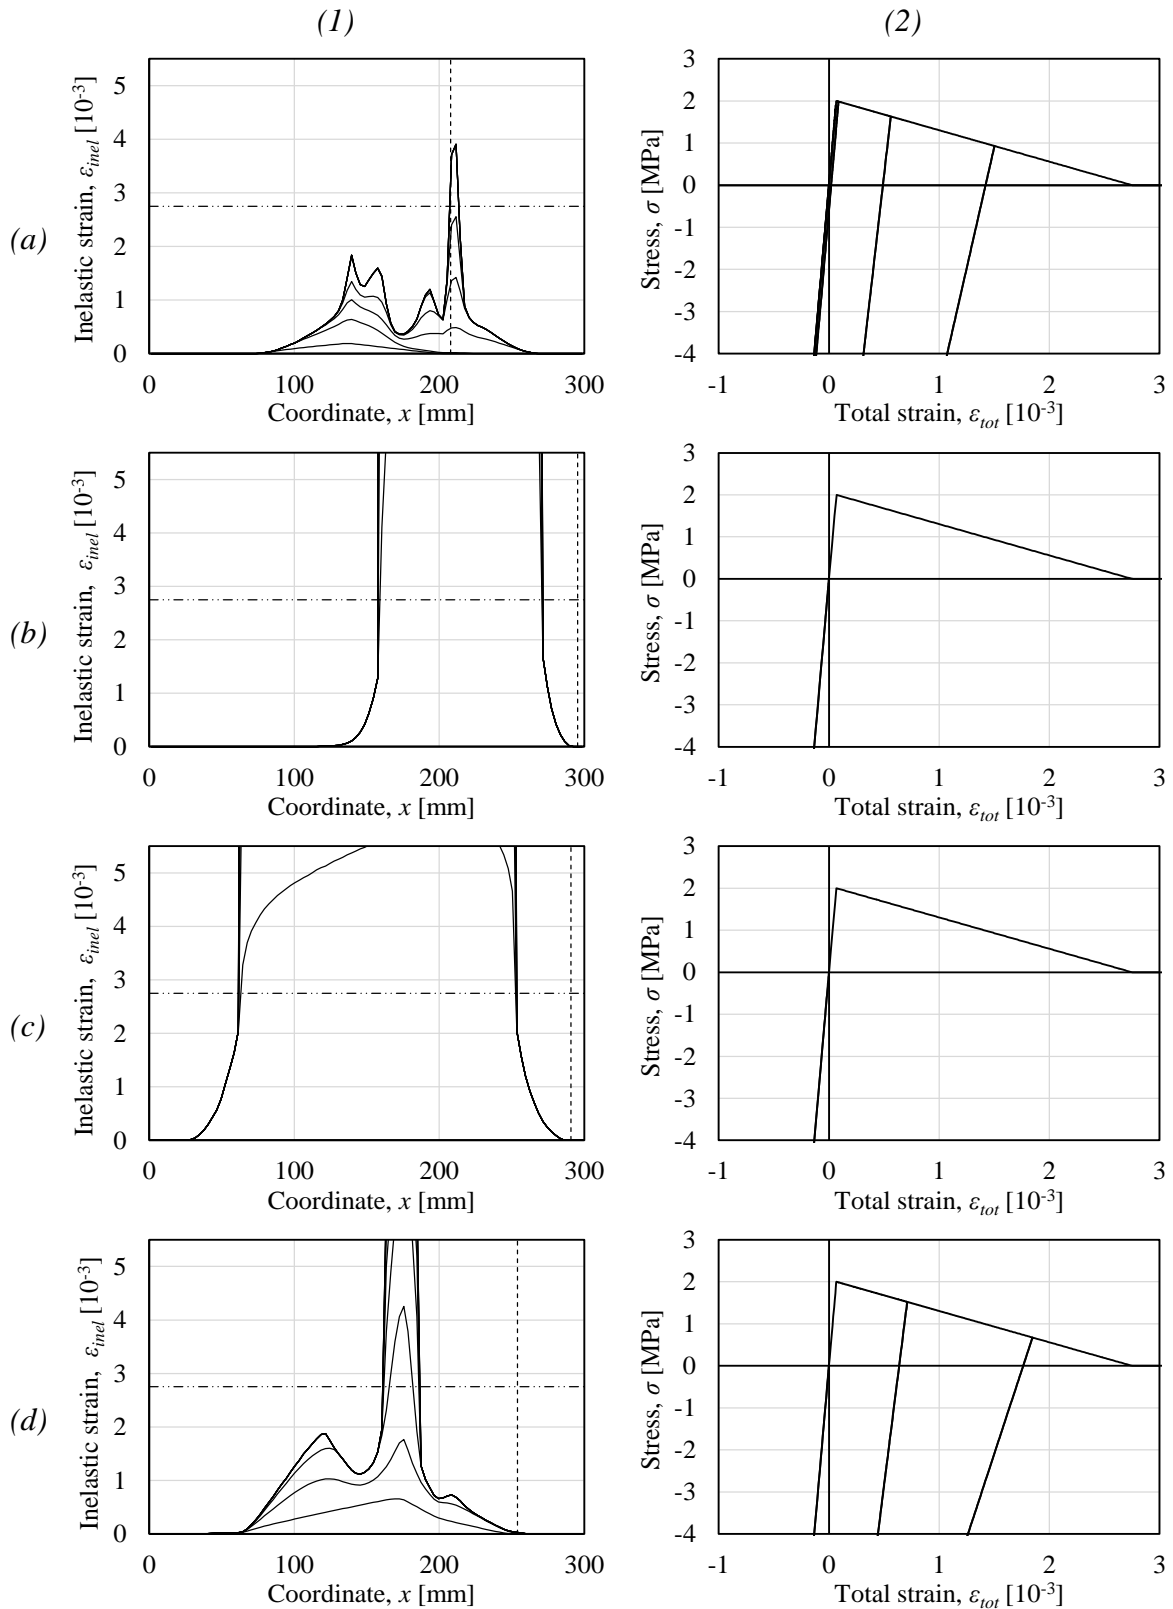 (1)
(2)
(a)
Inelastic strain, εinel [10-3]
5
4
3
2
1
0
0 100 200 300
Coordinate, x [mm]
Stress, σ [MPa]
3
2
1
0
-1
-2
-3
-4
-1 0 1 2 3
Total strain, εtot [10-3]
(b)
Inelastic strain, εinel [10-3]
5
4
3
2
1
0
0 100 200 300
Coordinate, x [mm]
Stress, σ [MPa]
3
2
1
0
-1
-2
-3
-4
-1 0 1 2 3
Total strain, εtot [10-3]
(c)
Inelastic strain, εinel [10-3]
5
4
3
2
1
0
0 100 200 300
Coordinate, x [mm]
Stress, σ [MPa]
3
2
1
0
-1
-2
-3
-4
-1 0 1 2 3
Total strain, εtot [10-3]
(d)
Inelastic strain, εinel [10-3]
5
4
3
2
1
0
0 100 200 300
Coordinate, x [mm]
Stress, σ [MPa]
3
2
1
0
-1
-2
-3
-4
-1 0 1 2 3
Total strain, εtot [10-3]